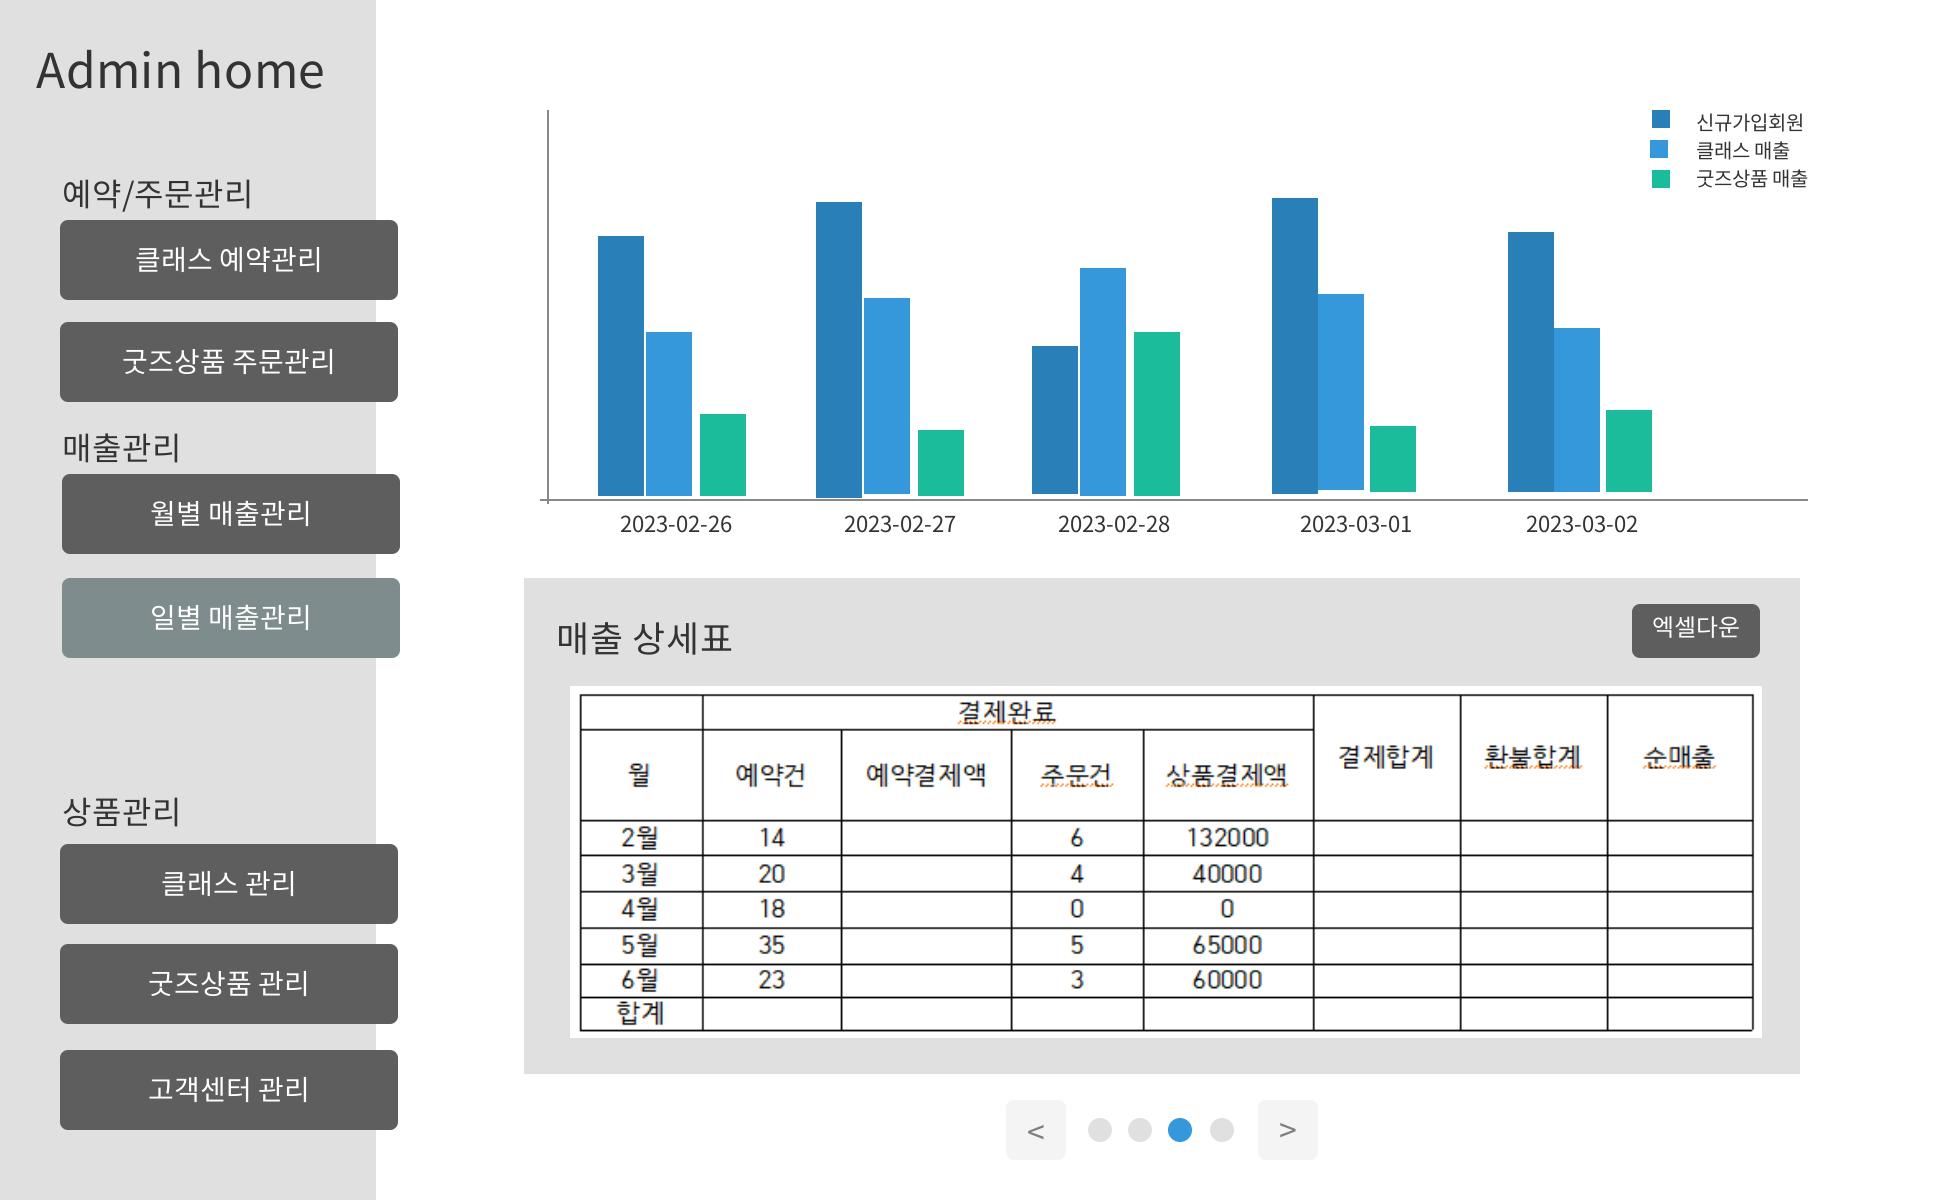 Admin home
예약/주문관리
클래스 예약관리
굿즈상품 주문관리
매출관리
월별 매출관리
일별 매출관리
상품관리
클래스 관리
굿즈상품 관리
고객센터 관리
신규가입회원
클래스 매출
굿즈상품 매출
2023-02-26 2023-02-27 2023-02-28 2023-03-01 2023-03-02
매출 상세표
엑셀다운
결제완료
결제합계 환불합계 순매출
월 예약건 예약결제액 주문건 상품결제액
2월 14 6 132000
3월 20 4 40000
4월 18 0 0
5월 35 5 65000
6월 23 3 60000
합계
< >